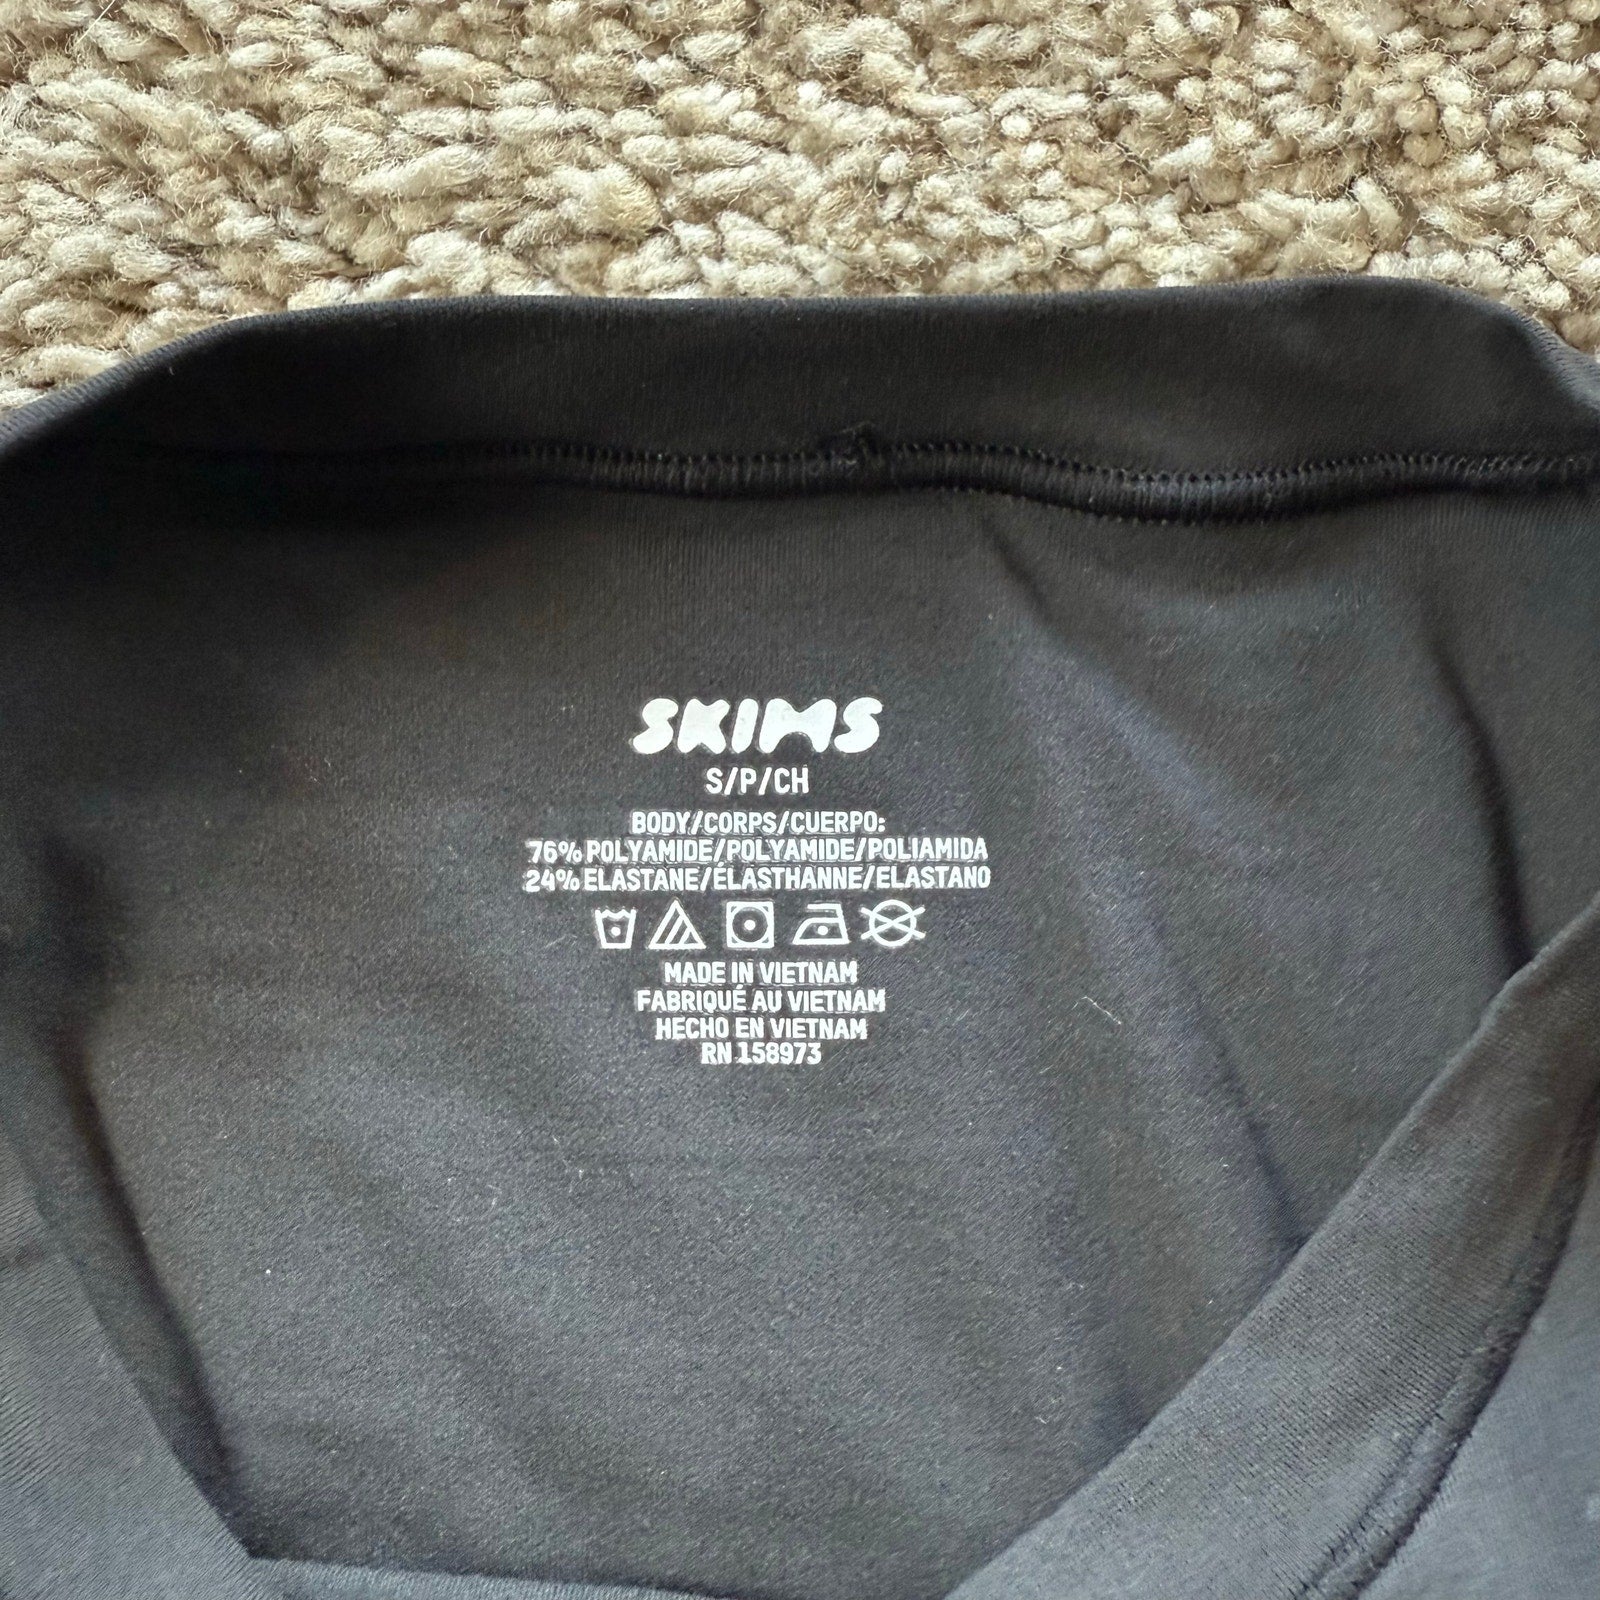 SKIMS
S/P/CH
BODY/CORPS/CUERPO:
76% POLYAMIDE/POLYAMIDE/POLIAMIDA
24% ELASTANE/ÉLASTHANNE/ELASTANO
MADE IN VIETNAM
FABRIQUÉ AU VIETNAM
HECHO EN VIETNAM
RN 158973